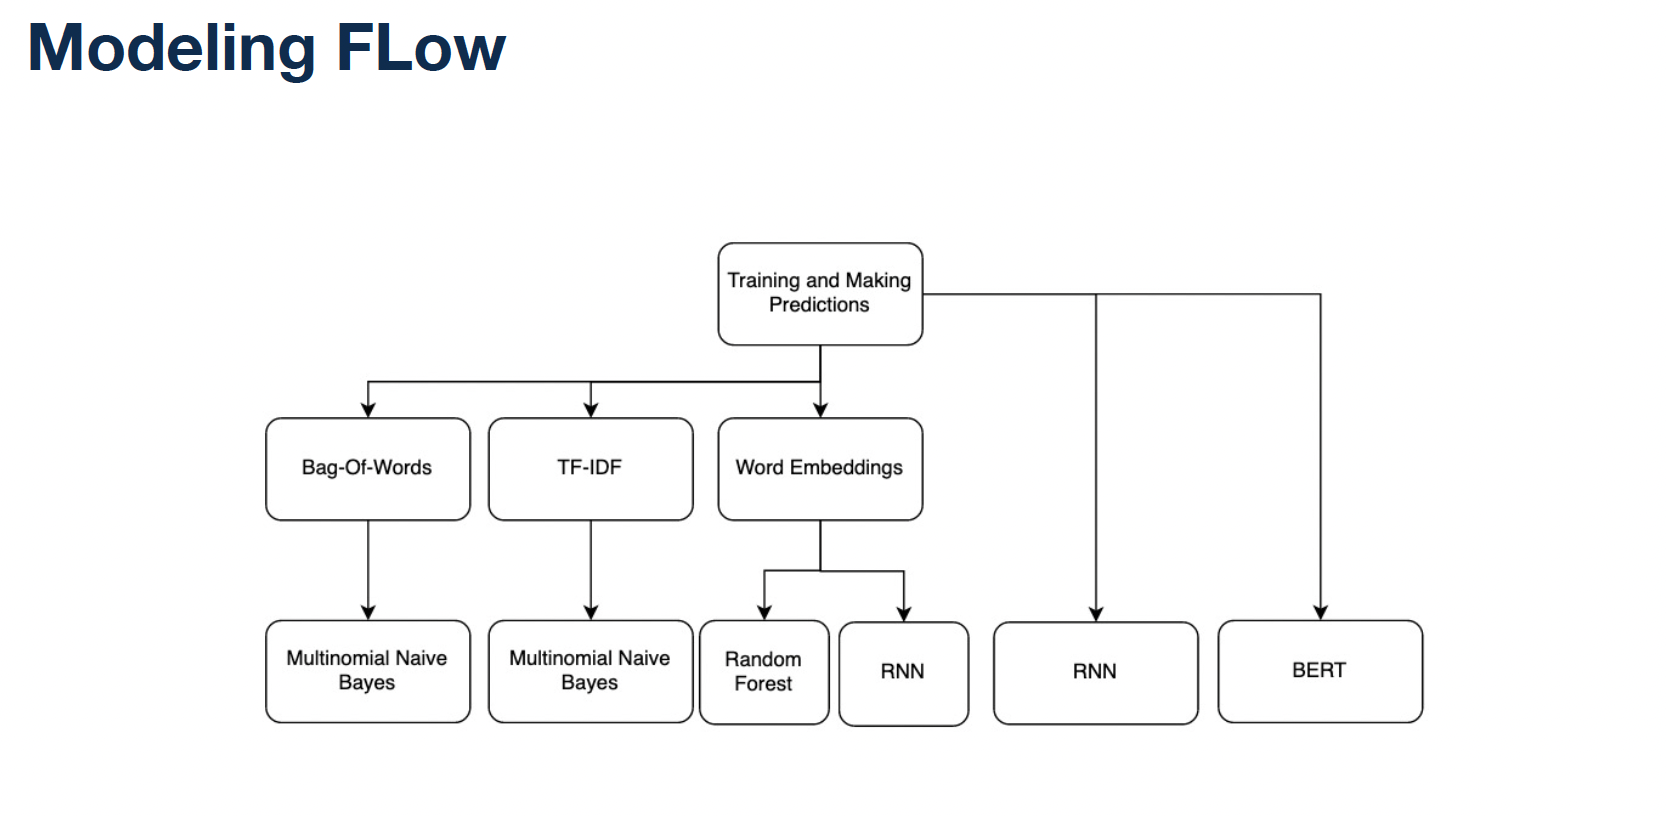 Modeling FLow
Training and Making
Predictions
Bag-Of-Words
TF-IDF
Word Embeddings
Multinomial Naive
Bayes
Multinomial Naive
Bayes
Random
Forest
RNN
RNN
BERT